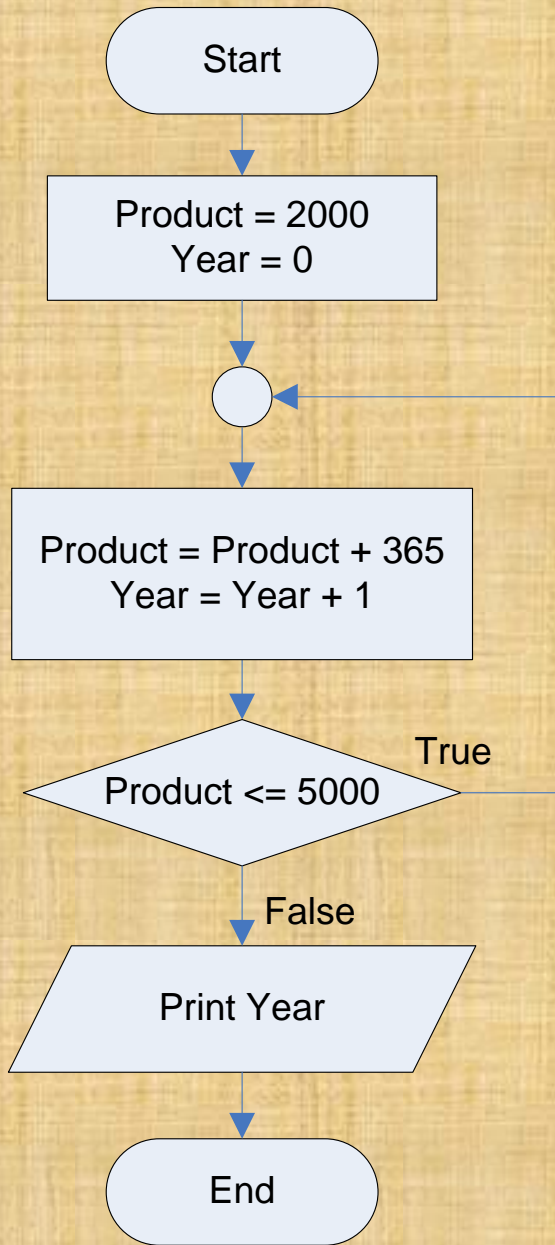 Start
Product = 2000
Year = 0
Product = Product + 365
Year = Year + 1
Product <= 5000
True
False
Print Year
End